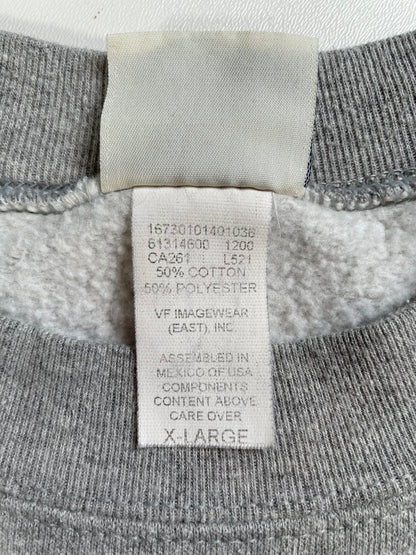 16730101401036
61314600 1200
CA261 L521
50% COTTON
50% POLYESTER
VF IMAGEWEAR
(EAST), INC.
ASSEMBLED IN
MEXICO OF USA
COMPONENTS
CONTENT ABOVE
CARE OVER
X-LARGE